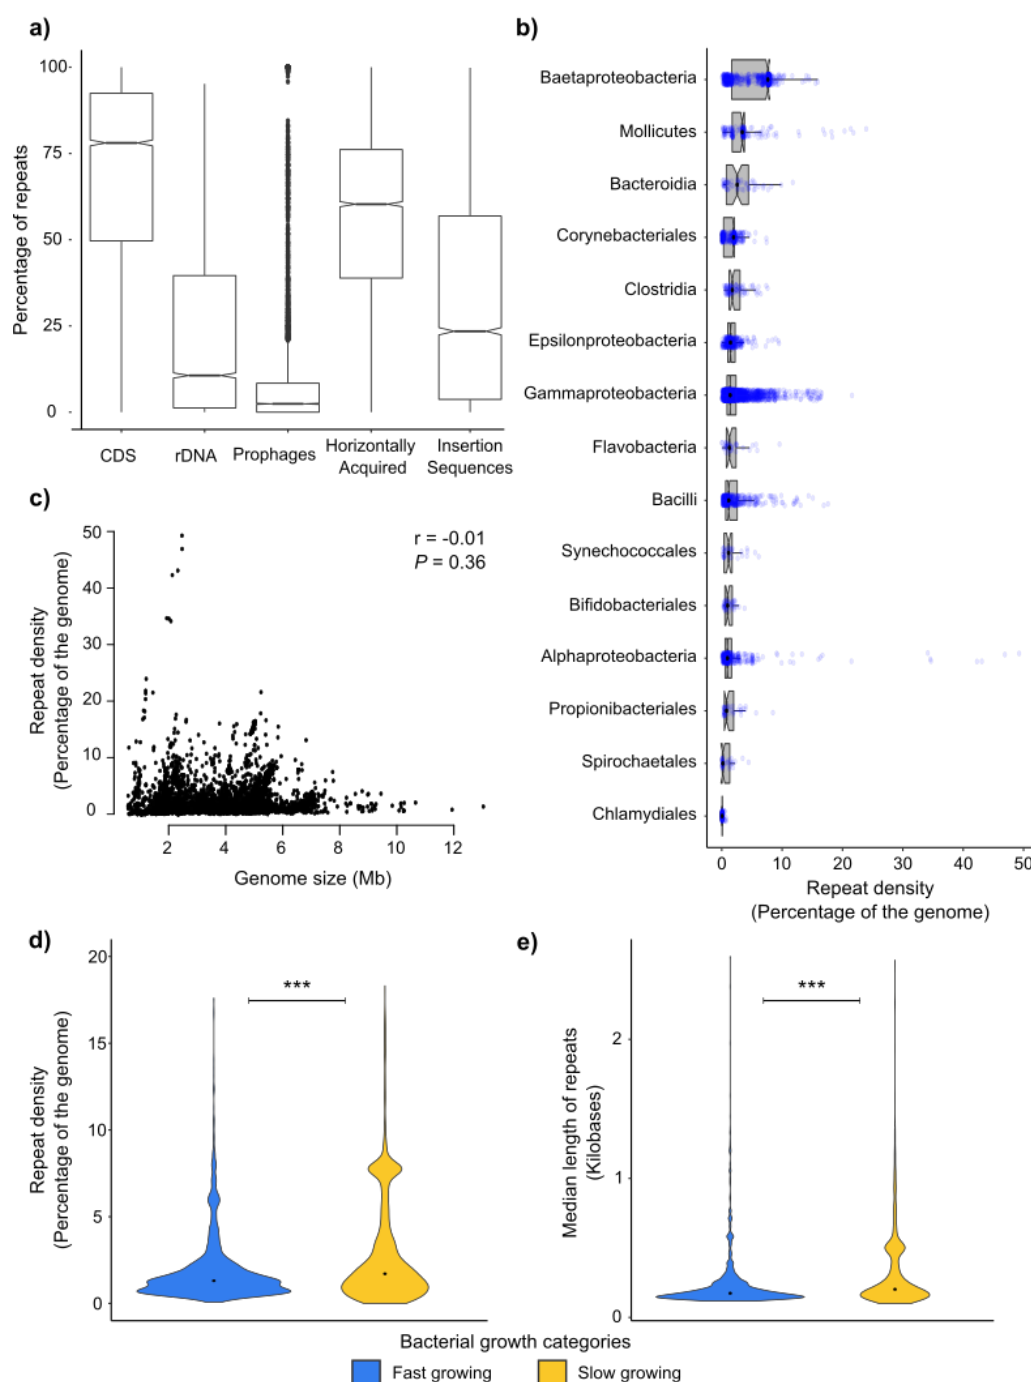 a)
Percentage of repeats
100
75
50
25
0
CDS
rDNA
Prophages
Horizontally
Acquired
Insertion
Sequences
b)
Baetaproteobacteria
Mollicutes
Bacteroidia
Corynebacteriales
Clostridia
Epsilonproteobacteria
Gammaproteobacteria
Flavobacteria
Bacilli
Synechococcales
Bifidobacteriales
Alphaproteobacteria
Propionibacteriales
Spirochaetales
Chlamydiales
0 10 20 30 40 50
Repeat density
(Percentage of the genome)
c)
Repeat density
(Percentage of the genome)
50
40
30
20
10
0
r = -0.01
P = 0.36
2 4 6 8 10 12
Genome size (Mb)
d)
Repeat density
(Percentage of the genome)
20
15
10
5
0
***
e)
Median length of repeats
(Kilobases)
2
1
0
***
Bacterial growth categories
Fast growing
Slow growing